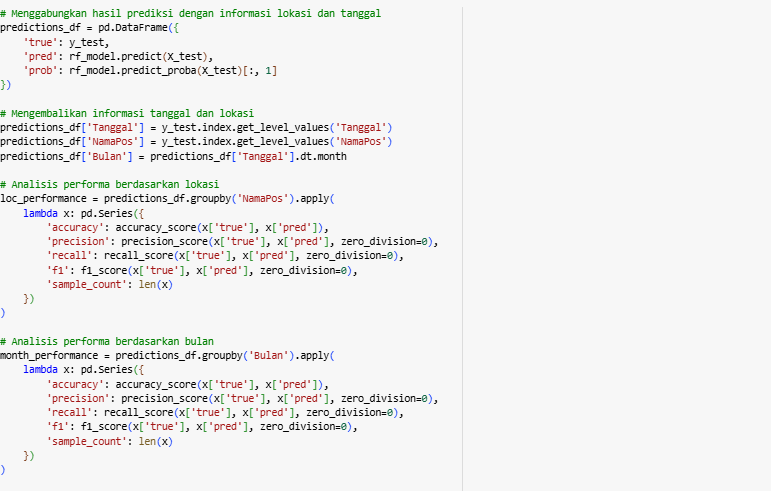 # Menggabungkan hasil prediksi dengan informasi lokasi dan tanggal
predictions_df = pd.DataFrame({
    'true': y_test,
    'pred': rf_model.predict(X_test),
    'prob': rf_model.predict_proba(X_test)[:, 1]
})

# Mengembalikan informasi tanggal dan lokasi
predictions_df['Tanggal'] = y_test.index.get_level_values('Tanggal')
predictions_df['NamaPos'] = y_test.index.get_level_values('NamaPos')
predictions_df['Bulan'] = predictions_df['Tanggal'].dt.month

# Analisis performa berdasarkan lokasi
loc_performance = predictions_df.groupby('NamaPos').apply(
    lambda x: pd.Series({
        'accuracy': accuracy_score(x['true'], x['pred']),
        'precision': precision_score(x['true'], x['pred'], zero_division=0),
        'recall': recall_score(x['true'], x['pred'], zero_division=0),
        'f1': f1_score(x['true'], x['pred'], zero_division=0),
        'sample_count': len(x)
    })
)

# Analisis performa berdasarkan bulan
month_performance = predictions_df.groupby('Bulan').apply(
    lambda x: pd.Series({
        'accuracy': accuracy_score(x['true'], x['pred']),
        'precision': precision_score(x['true'], x['pred'], zero_division=0),
        'recall': recall_score(x['true'], x['pred'], zero_division=0),
        'f1': f1_score(x['true'], x['pred'], zero_division=0),
        'sample_count': len(x)
    })
)